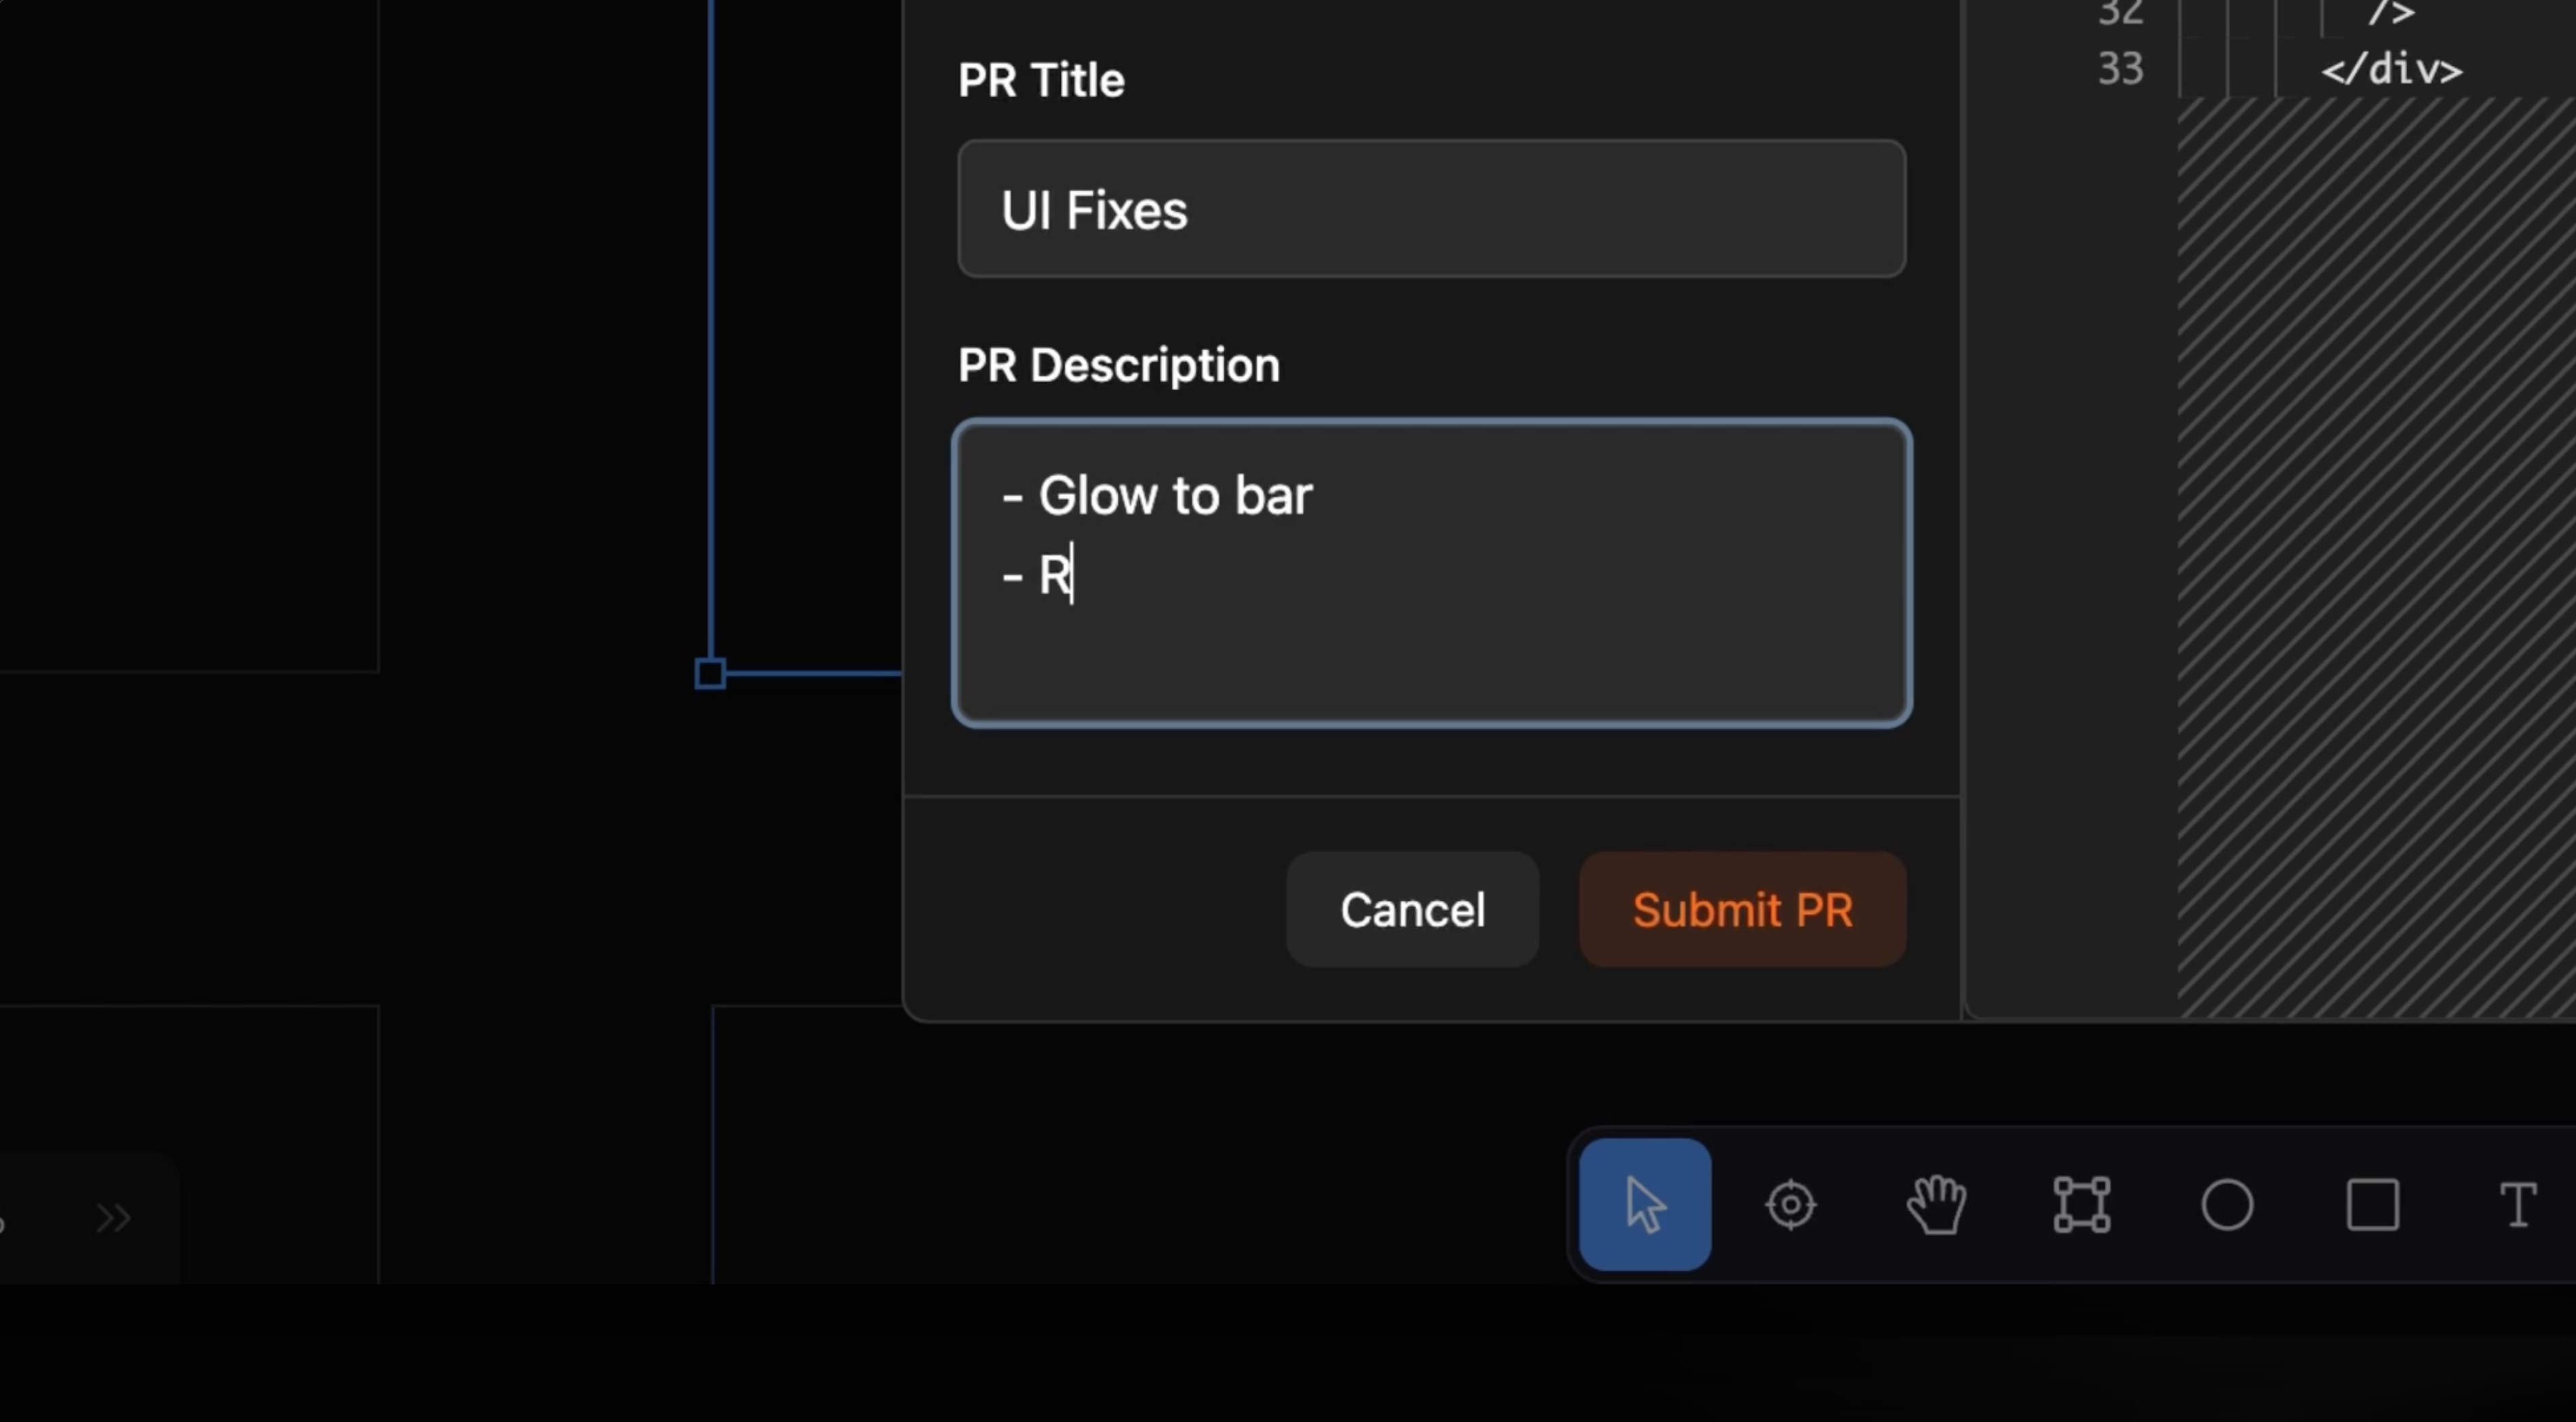 PR Title
UI Fixes
PR Description
- Glow to bar
- R
Cancel
Submit PR
32 />
33 </div>
T